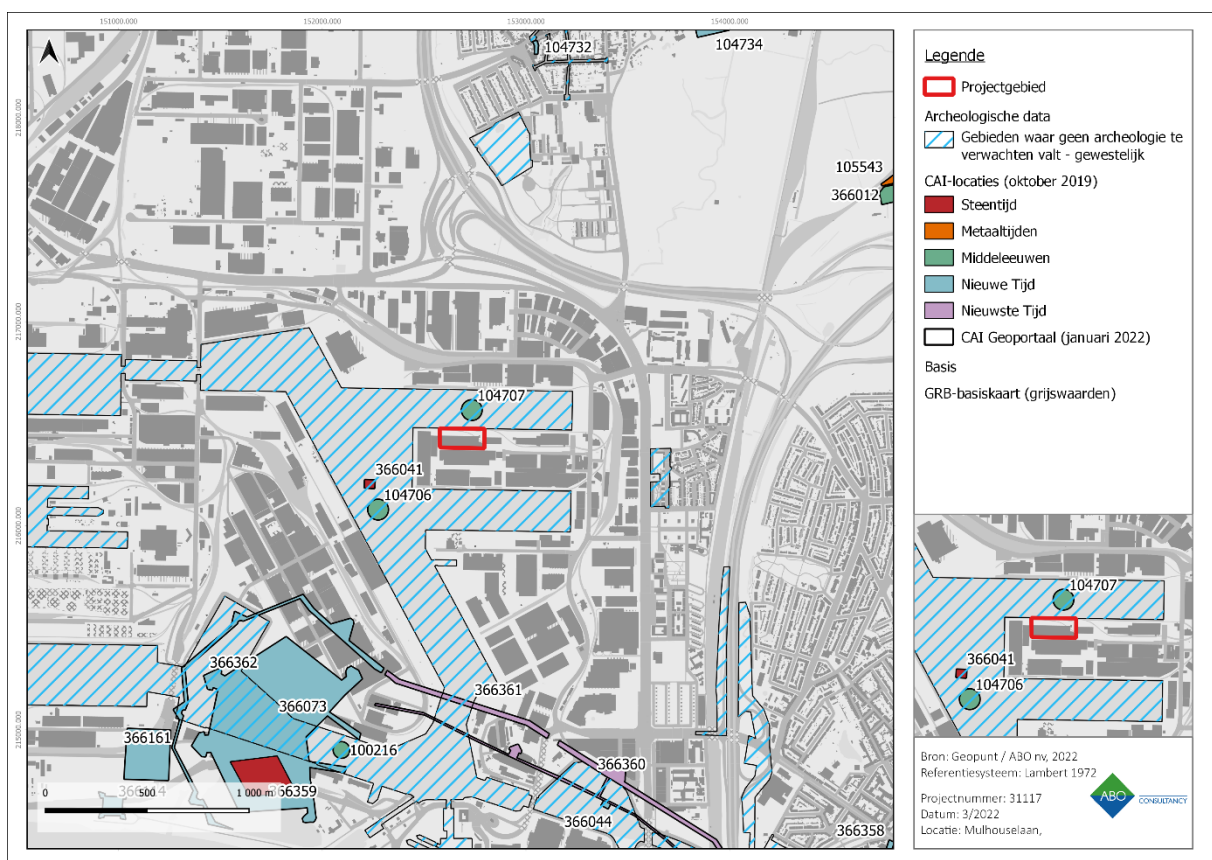 151000.000
152000.000
153000.000
154000.000
218000.000
217000.000
216000.000
215000.000
104732
104734
105543
366012
104707
366041
104706
366362
366361
366073
366161
100216
366360
366359
366044
366358
0
500
1 000 m
Legende
Projectgebied
Archeologische data
Gebieden waar geen archeologie te
verwachten valt - gewestelijk
CAI-locaties (oktober 2019)
Steentijd
Metaaltijden
Middeleeuwen
Nieuwe Tijd
Nieuwste Tijd
CAI Geoportaal (januari 2022)
Basis
GRB-basiskaart (grijswaarden)
104707
366041
104706
Bron: Geopunt / ABO nv, 2022
Referentiesysteem: Lambert 1972
Projectnummer: 31117
Datum: 3/2022
Locatie: Mulhouselaan,
ABO
CONSULTANCY